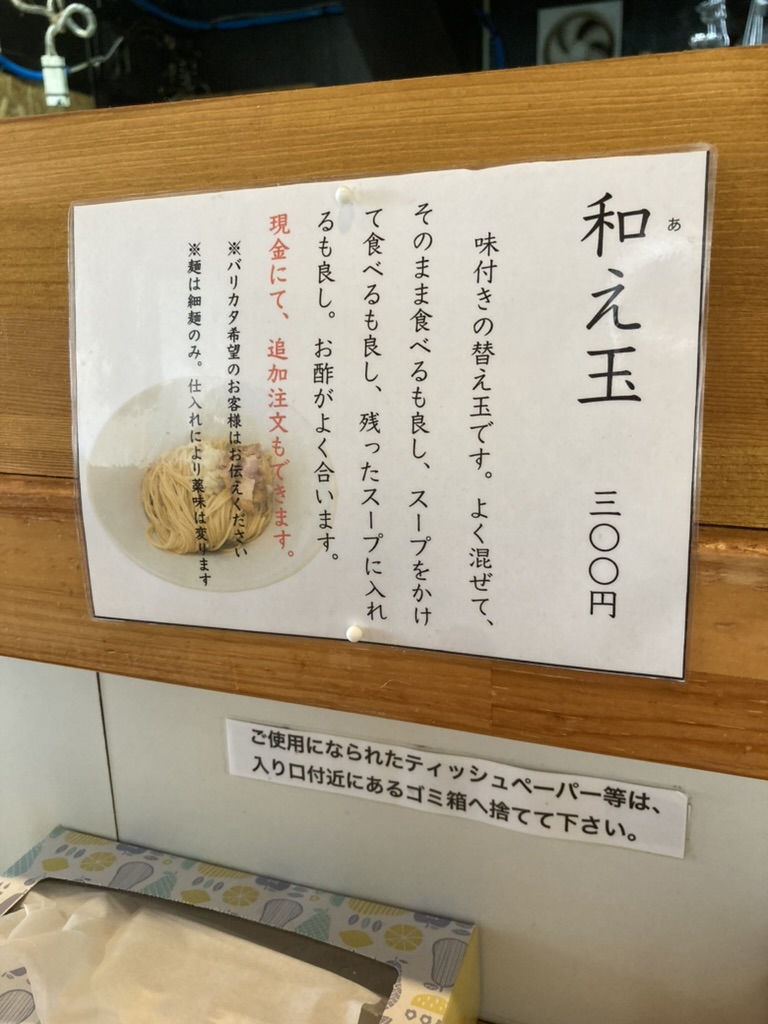 和え玉 三〇〇円
あ
味付きの替え玉です。よく混ぜて、
そのまま食べるも良し、スープをかけ
て食べるも良し、残ったスープに入れ
るも良し。お酢がよく合います。
現金にて、追加注文もできます。
※バリカタ希望のお客様はお伝えください
※麺は細麺のみ。仕入れにより薬味は変ります
ご使用になられたティッシュペーパー等は、
入り口付近にあるゴミ箱へ捨てて下さい。